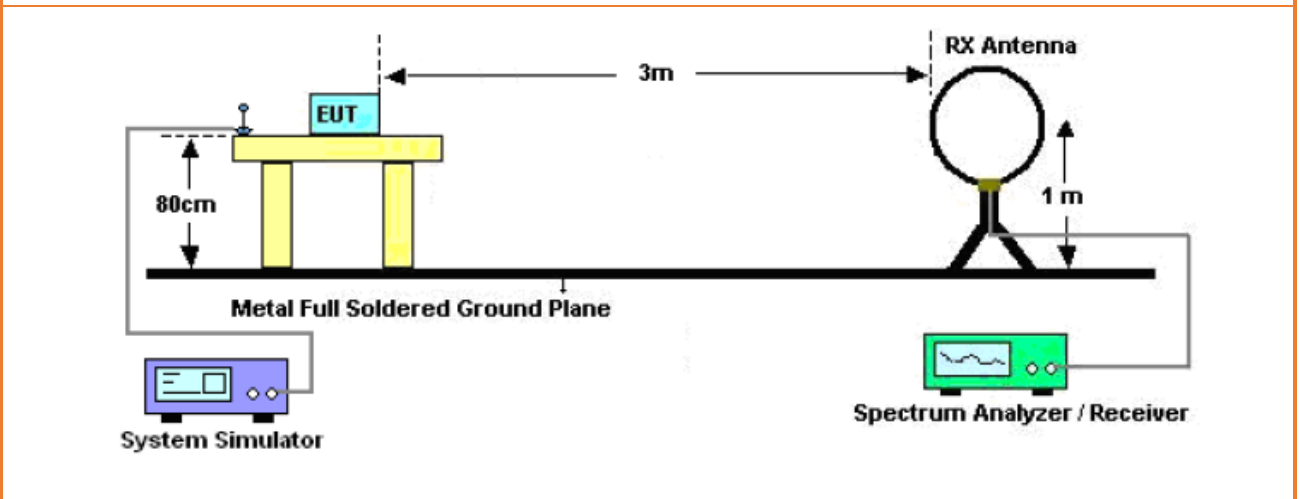 RX Antenna
3m
EUT
80cm
1 m
Metal Full Soldered Ground Plane
System Simulator
Spectrum Analyzer / Receiver